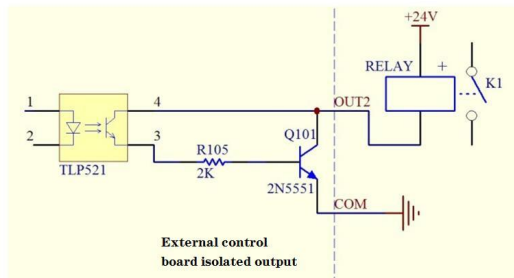 +24V
RELAY
+
K1
1
4
OUT2
Q101
2
3
R105
TLP521
2K
2N5551
COM
External control
board isolated output